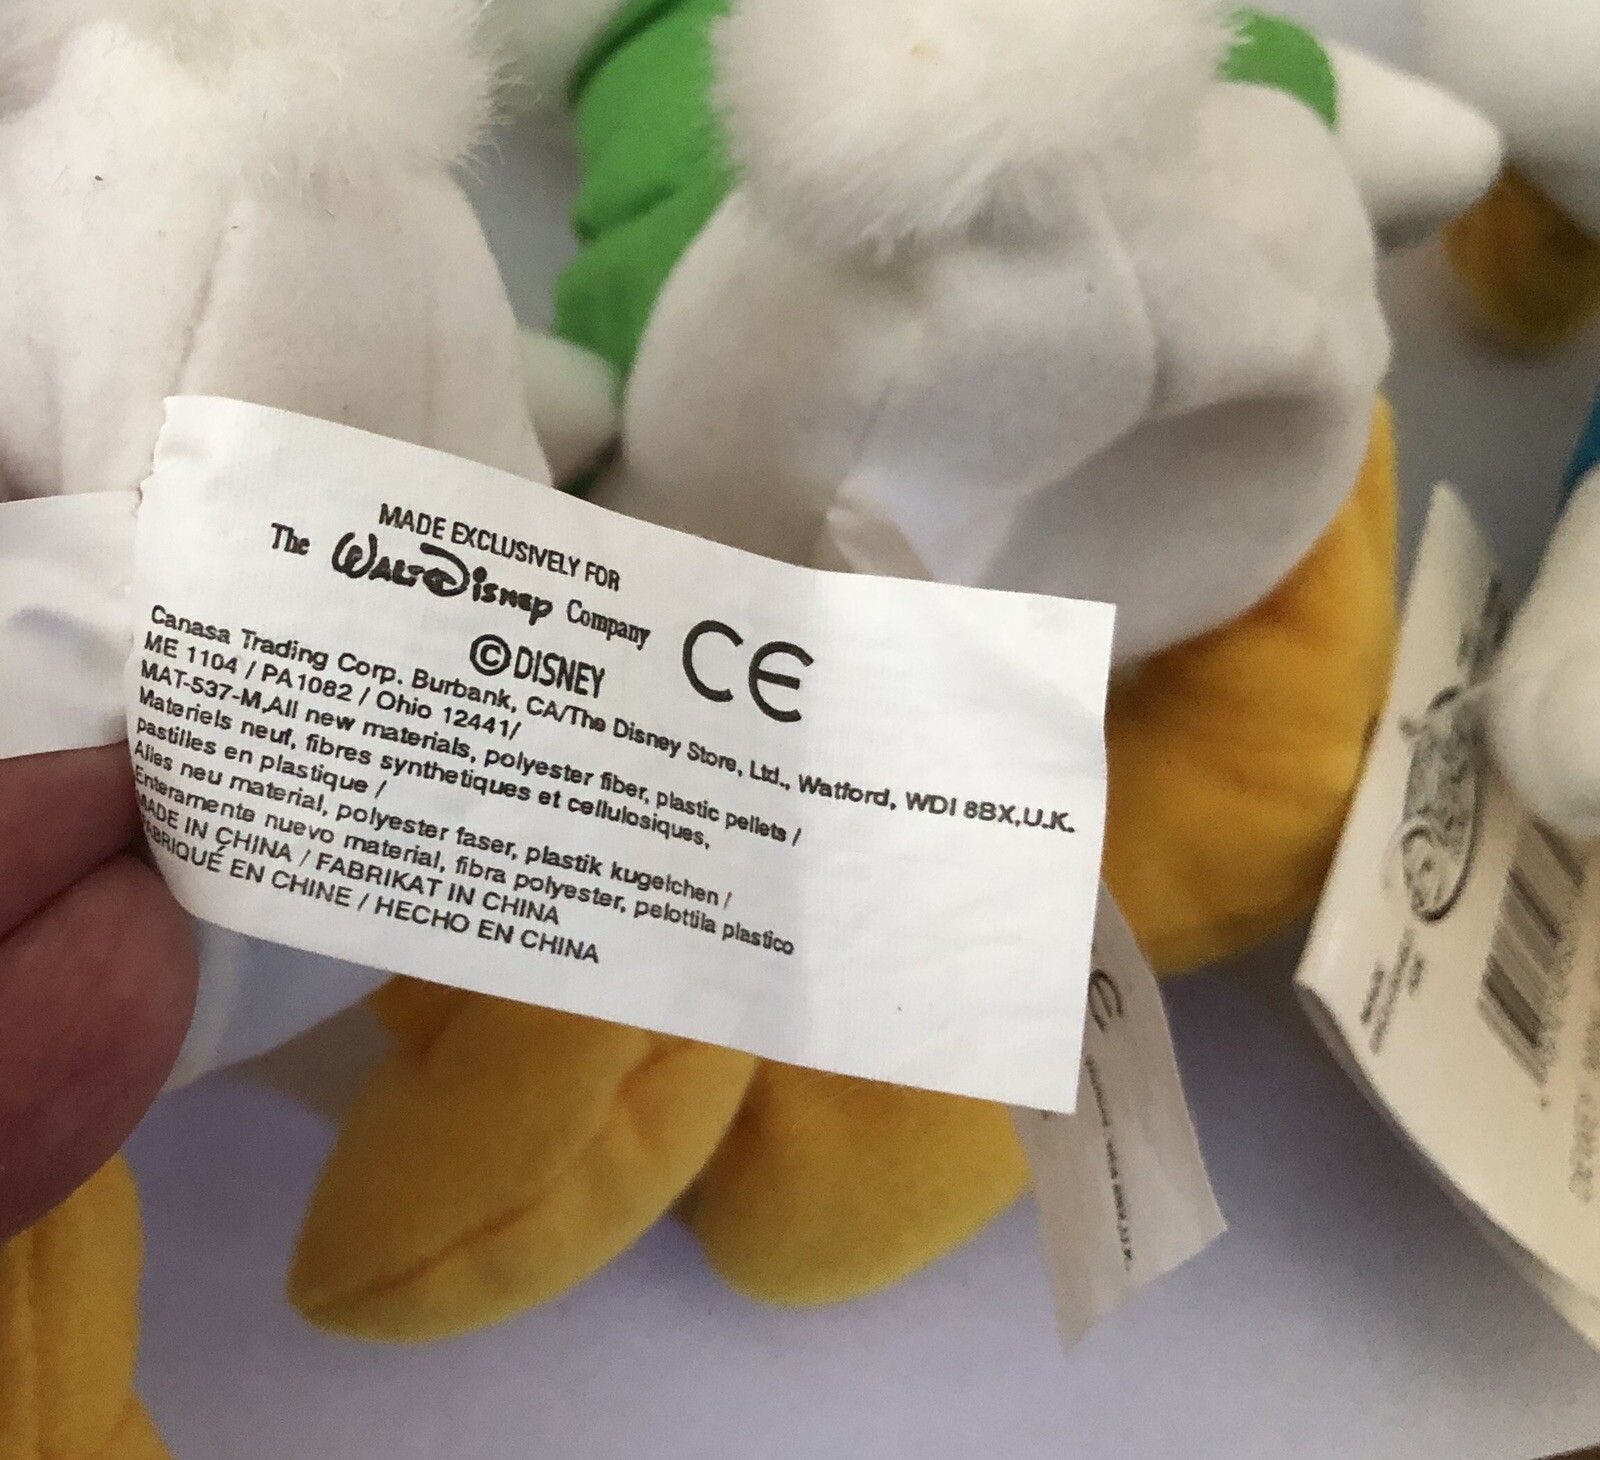 MADE EXCLUSIVELY FOR
The WALT DISNEY Company
©DISNEY
CE
Canasa Trading Corp. Burbank, CA/The Disney Store, Ltd., Watford, WDI 8BX,U.K.
ME 1104 / PA1082 / Ohio 12441/
MAT-537-M,All new materials, polyester fiber, plastic pellets /
Materiels neuf, fibres synthetiques et cellulosiques,
pastilles en plastique /
Alles neu material, polyester faser, plastik kugelchen /
Enteramente nuevo material, fibra polyester, pelottila plastico
MADE IN CHINA / FABRIKAT IN CHINA
FABRIQUÉ EN CHINE / HECHO EN CHINA